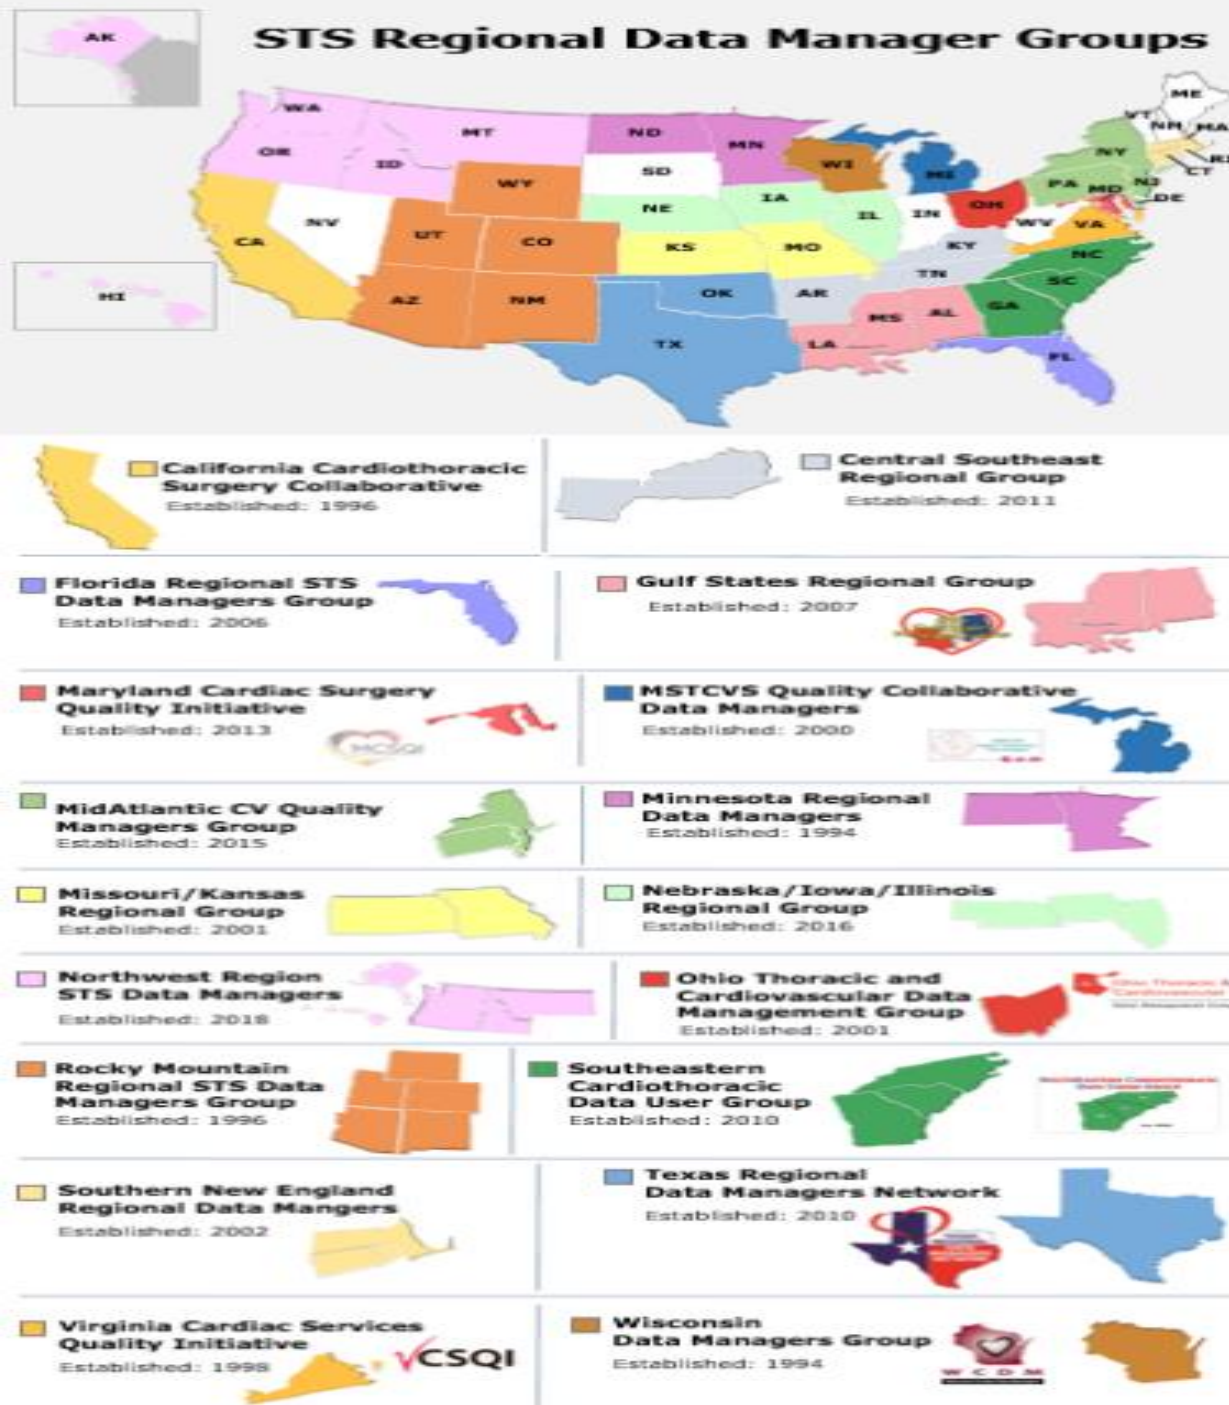 STS Regional Data Manager Groups
AK
WA
MT
ND
MN
ME
VT
NH
MA
OR
ID
WY
SD
WI
MI
NY
RI
CT
NV
NE
IA
IL
IN
OH
PA
MD
NJ
DE
CA
UT
CO
KS
MO
KY
WV
VA
HI
AZ
NM
OK
AR
TN
NC
SC
TX
LA
MS
AL
GA
FL
California Cardiothoracic
Surgery Collaborative
Established: 1996
Central Southeast
Regional Group
Established: 2011
Florida Regional STS
Data Managers Group
Established: 2006
Gulf States Regional Group
Established: 2007
Maryland Cardiac Surgery
Quality Initiative
Established: 2013
MCSQI
MSTCVS Quality Collaborative
Data Managers
Established: 2000
MidAtlantic CV Quality
Managers Group
Established: 2015
Minnesota Regional
Data Managers
Established: 1994
Missouri/Kansas
Regional Group
Established: 2001
Nebraska/Iowa/Illinois
Regional Group
Established: 2016
Northwest Region
STS Data Managers
Established: 2018
Ohio Thoracic and
Cardiovascular Data
Management Group
Established: 2001
Ohio Thoracic
Cardiovascular
Rocky Mountain
Regional STS Data
Managers Group
Established: 1996
Southeastern
Cardiothoracic
Data User Group
Established: 2010
Southern New England
Regional Data Mangers
Established: 2002
Texas Regional
Data Managers Network
Established: 2010
Virginia Cardiac Services
Quality Initiative
Established: 1998
VCSQI
Wisconsin
Data Managers Group
Established: 1994
WCDM